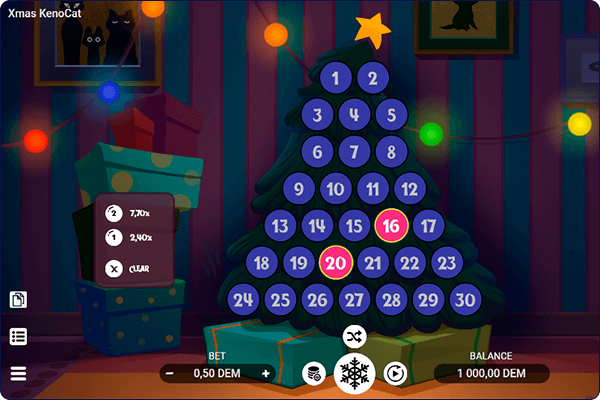 Xmas KenoCat
1 2
3 4 5
6 7 8
9 10 11 12
2 7,70x
13 14 15 16 17
1 2,40x
18 19 20 21 22 23
X CLEAR
24 25 26 27 28 29 30
BET
BALANCE
− 0,50 DEM +
1 000,00 DEM